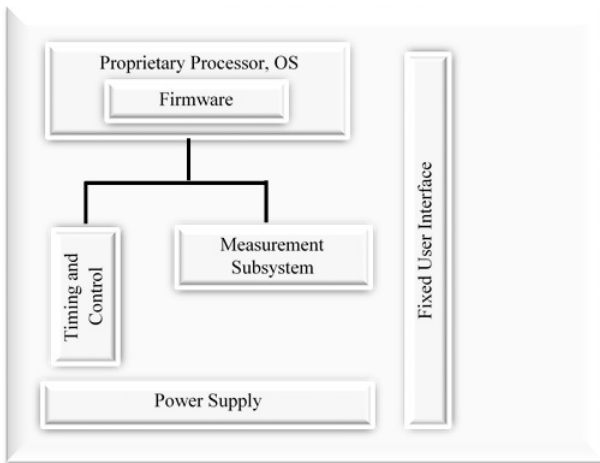 Proprietary Processor, OS
Firmware
Measurement
Subsystem
Timing and
Control
Power Supply
Fixed User Interface